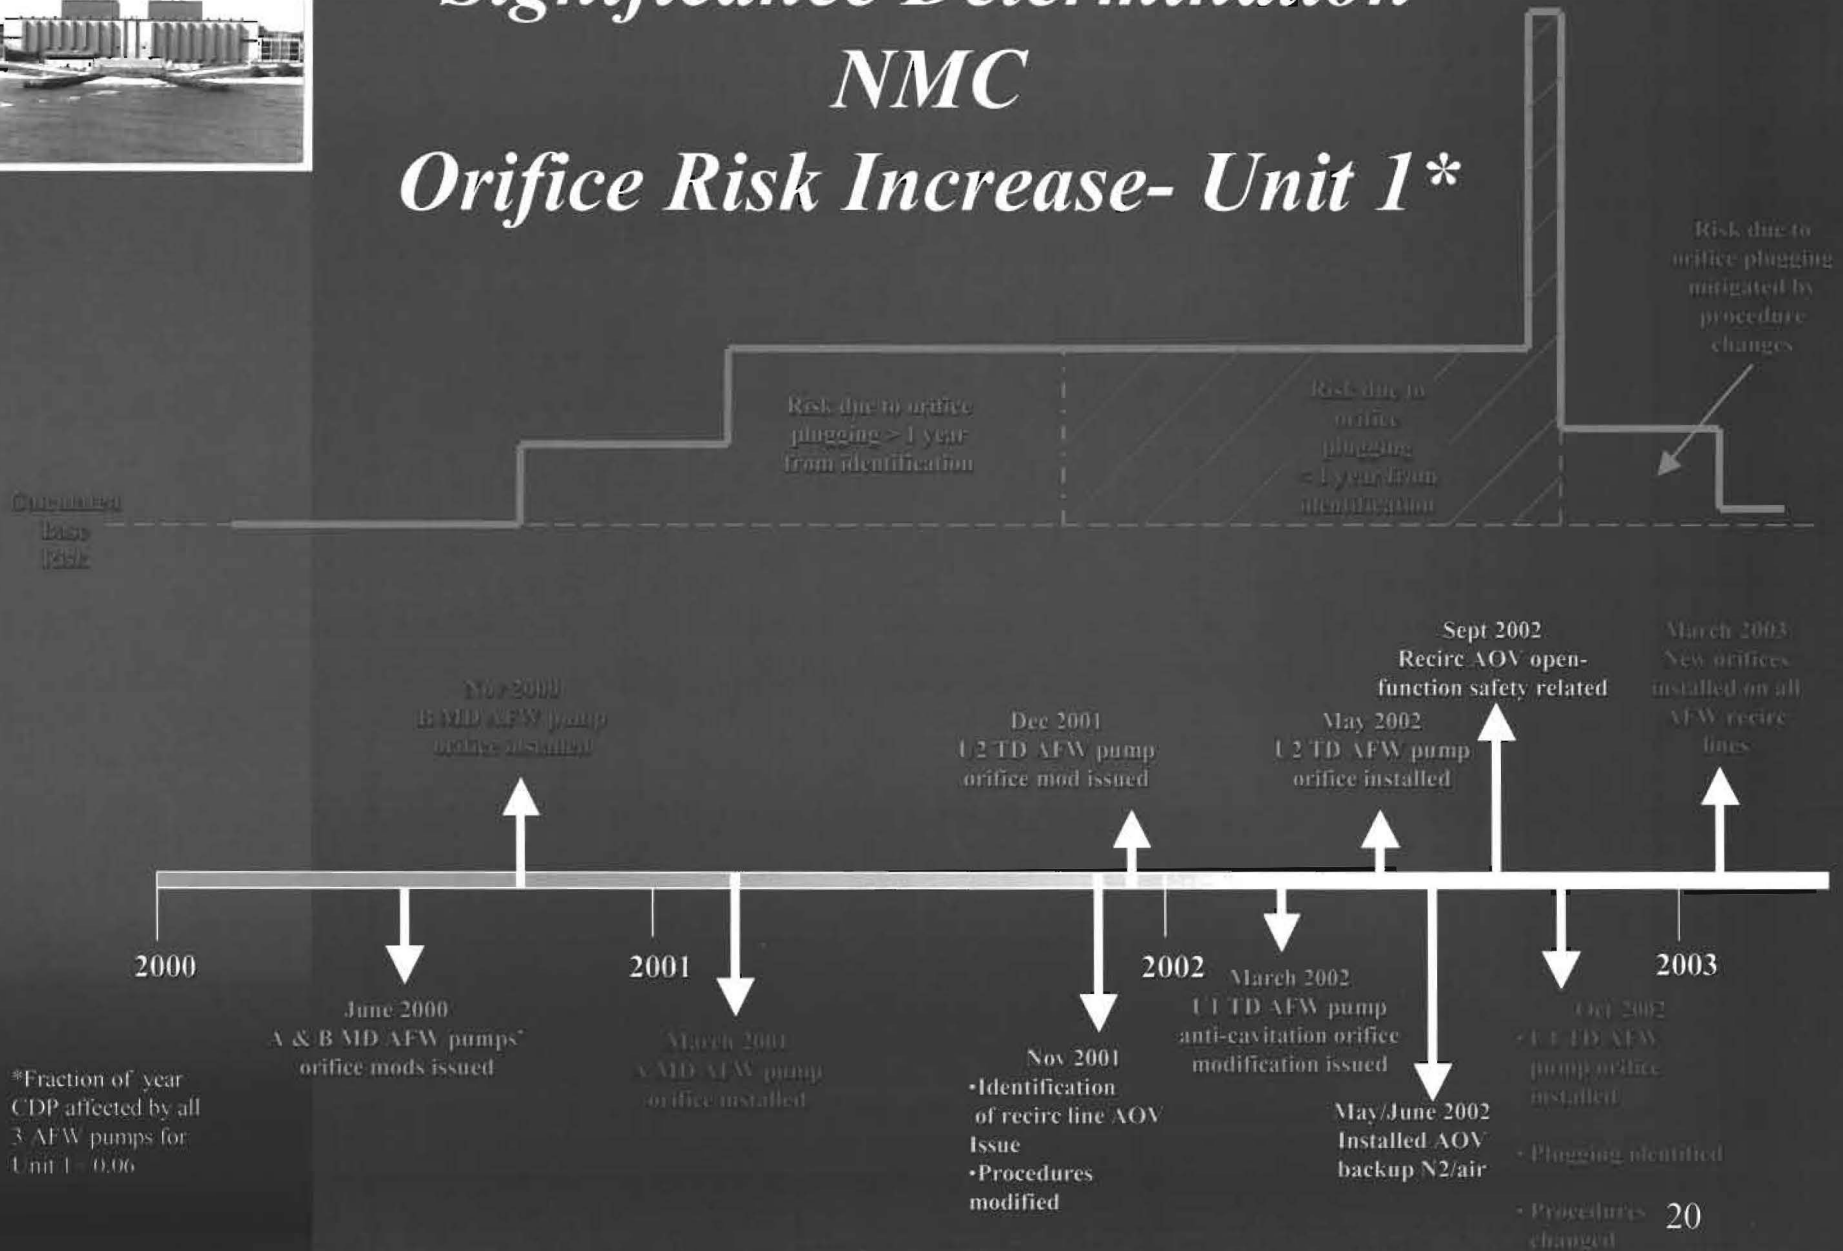 Significance Determination
NMC
Orifice Risk Increase- Unit 1*
Risk due to
orifice plugging
mitigated by
procedure
changes
Risk due to orifice
plugging > 1 year
from identification
Risk due to
orifice
plugging
< 1 year from
identification
Calculated
Base
Risk
Sept 2002
Recirc AOV open-
function safety related
March 2003
New orifices
installed on all
AFW recirc
lines
Nov 2000
B MD AFW pump
orifice installed
Dec 2001
U2 TD AFW pump
orifice mod issued
May 2002
U2 TD AFW pump
orifice installed
2000
2001
2002
2003
June 2000
A & B MD AFW pumps'
orifice mods issued
March 2001
A MD AFW pump
orifice installed
Nov 2001
•Identification
of recirc line AOV
Issue
•Procedures
modified
March 2002
U1 TD AFW pump
anti-cavitation orifice
modification issued
May/June 2002
Installed AOV
backup N2/air
Oct 2002
• U1 TD AFW
pump orifice
installed
• Plugging identified
• Procedures
changed
*Fraction of year
CDP affected by all
3 AFW pumps for
Unit 1 - 0.06
20